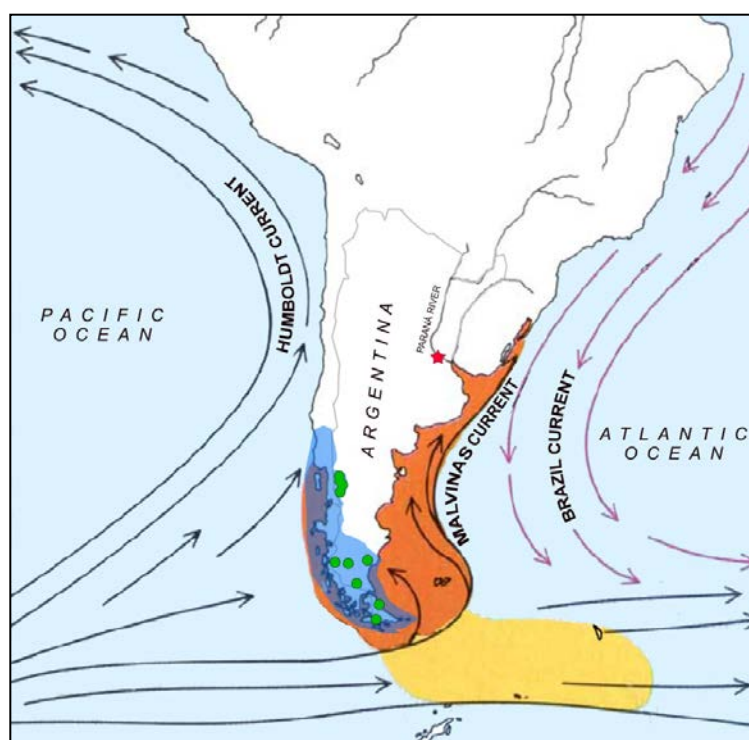 HUMBOLDT CURRENT
PACIFIC
OCEAN
ARGENTINA
PARANÁ RIVER
MALVINAS CURRENT
BRAZIL CURRENT
ATLANTIC
OCEAN